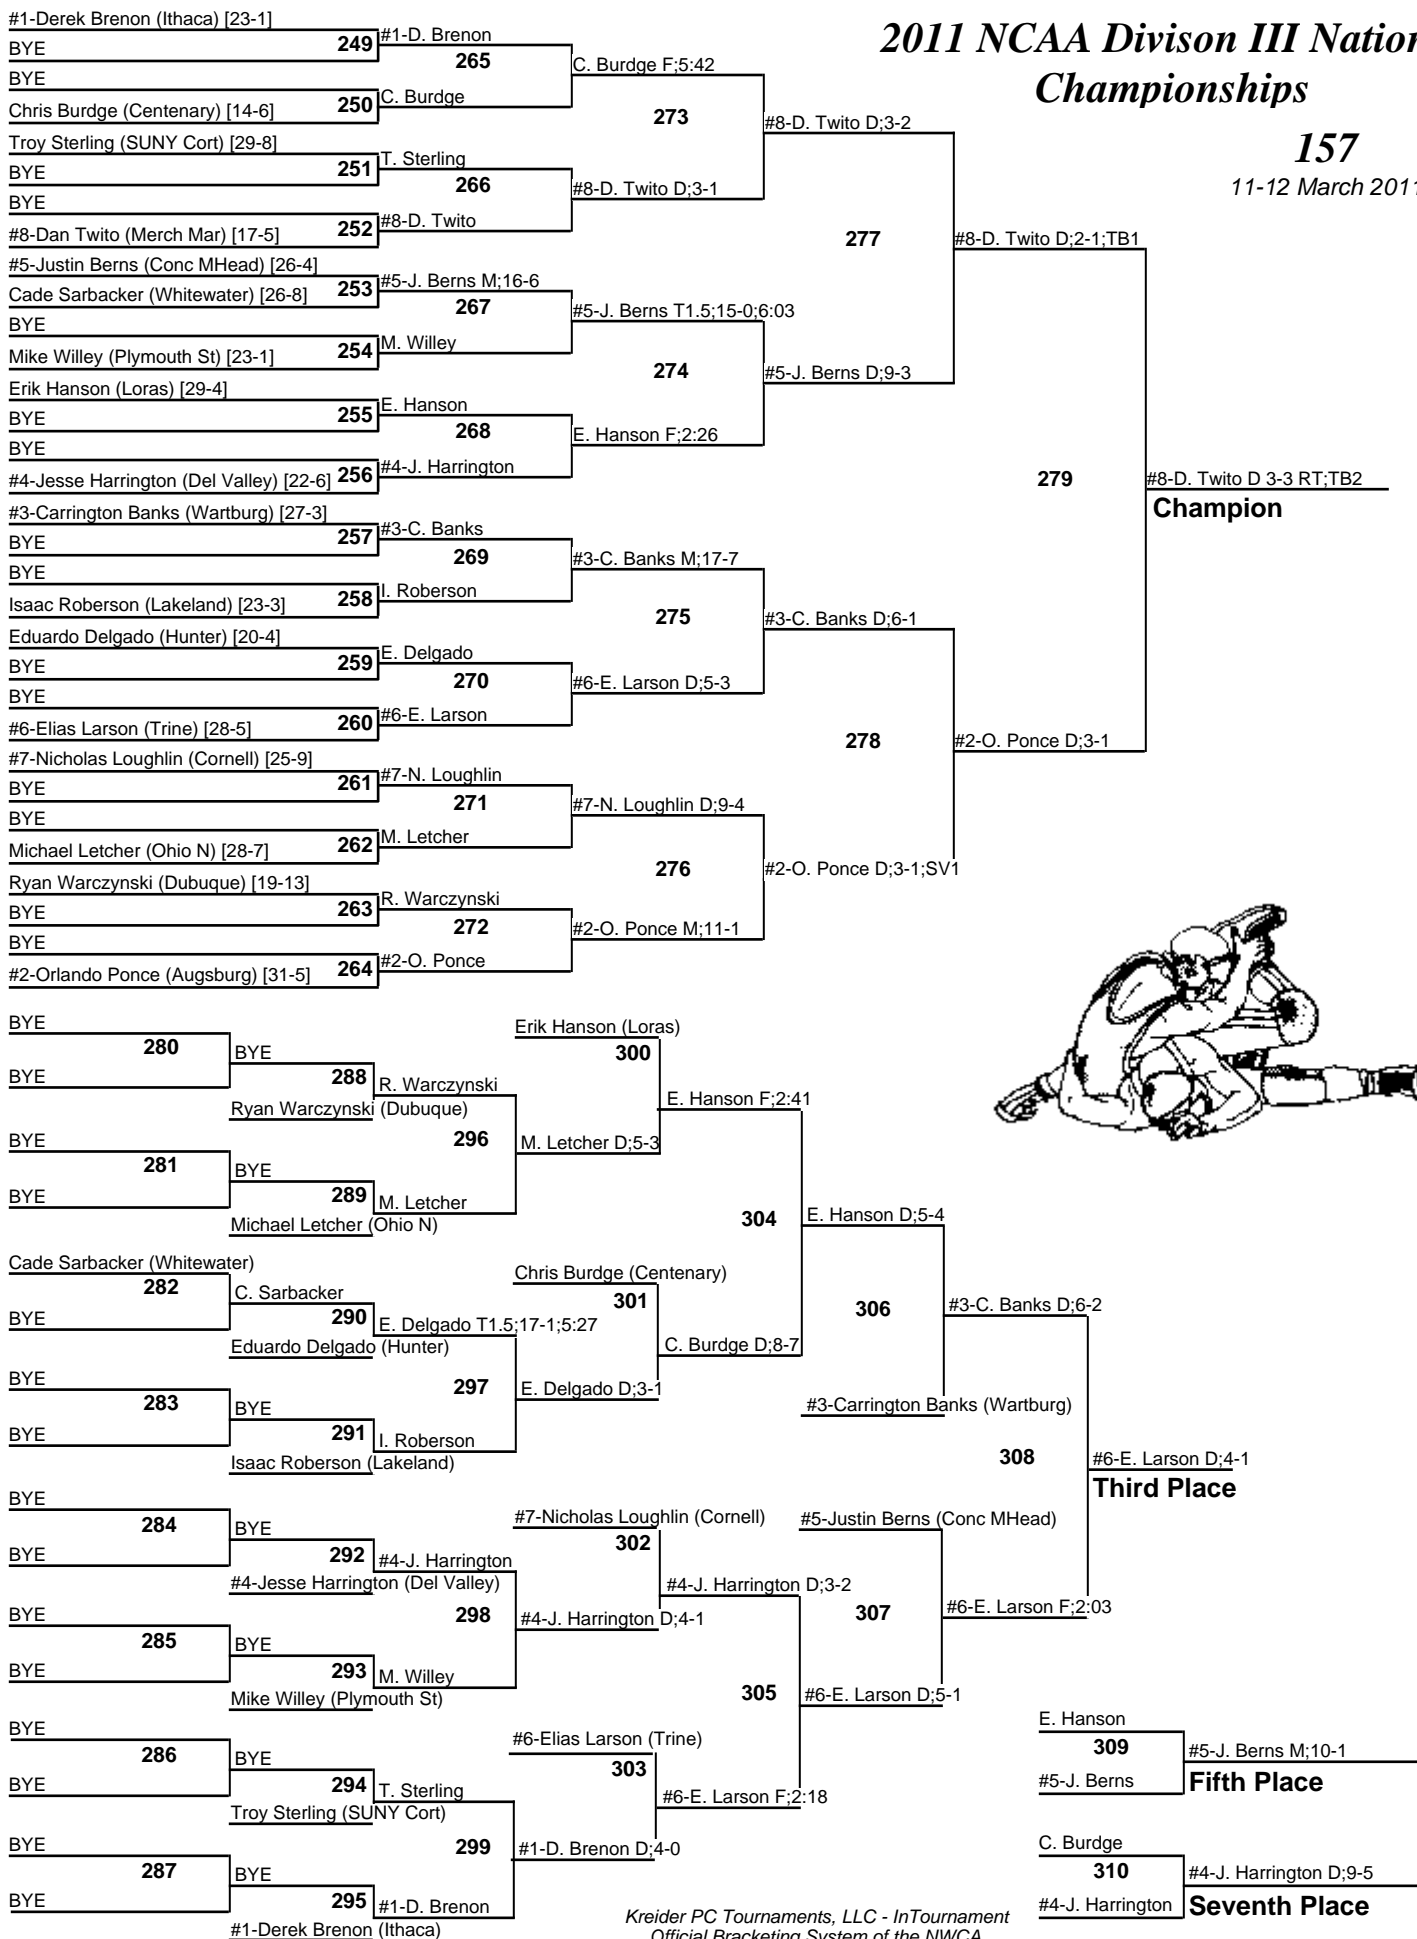 2011 NCAA Divison III Nation
Championships
157
11-12 March 2011
#1-Derek Brenon (Ithaca) [23-1]
BYE
249
BYE
Chris Burdge (Centenary) [14-6]
250
Troy Sterling (SUNY Cort) [29-8]
BYE
251
BYE
#8-Dan Twito (Merch Mar) [17-5]
252
#5-Justin Berns (Conc MHead) [26-4]
Cade Sarbacker (Whitewater) [26-8]
253
BYE
Mike Willey (Plymouth St) [23-1]
254
Erik Hanson (Loras) [29-4]
BYE
255
BYE
#4-Jesse Harrington (Del Valley) [22-6]
256
#3-Carrington Banks (Wartburg) [27-3]
BYE
257
BYE
Isaac Roberson (Lakeland) [23-3]
258
Eduardo Delgado (Hunter) [20-4]
BYE
259
BYE
#6-Elias Larson (Trine) [28-5]
260
#7-Nicholas Loughlin (Cornell) [25-9]
BYE
261
BYE
Michael Letcher (Ohio N) [28-7]
262
Ryan Warczynski (Dubuque) [19-13]
BYE
263
BYE
#2-Orlando Ponce (Augsburg) [31-5]
264
#1-D. Brenon
265
C. Burdge
T. Sterling
266
#8-D. Twito
#5-J. Berns M;16-6
267
M. Willey
E. Hanson
268
#4-J. Harrington
#3-C. Banks
269
I. Roberson
E. Delgado
270
#6-E. Larson
#7-N. Loughlin
271
M. Letcher
R. Warczynski
272
#2-O. Ponce
C. Burdge F;5:42
273
#8-D. Twito D;3-1
#5-J. Berns T1.5;15-0;6:03
274
E. Hanson F;2:26
#3-C. Banks M;17-7
275
#6-E. Larson D;5-3
#7-N. Loughlin D;9-4
276
#2-O. Ponce M;11-1
#8-D. Twito D;3-2
277
#5-J. Berns D;9-3
#3-C. Banks D;6-1
278
#2-O. Ponce D;3-1;SV1
#8-D. Twito D;2-1;TB1
279
#2-O. Ponce D;3-1
#8-D. Twito D 3-3 RT;TB2
Champion
BYE
280
BYE
BYE
281
BYE
Cade Sarbacker (Whitewater)
282
BYE
BYE
283
BYE
BYE
284
BYE
BYE
285
BYE
BYE
286
BYE
BYE
287
BYE
BYE
288
Ryan Warczynski (Dubuque)
BYE
289
Michael Letcher (Ohio N)
C. Sarbacker
290
Eduardo Delgado (Hunter)
BYE
291
Isaac Roberson (Lakeland)
BYE
292
#4-Jesse Harrington (Del Valley)
BYE
293
Mike Willey (Plymouth St)
BYE
294
Troy Sterling (SUNY Cort)
BYE
295
#1-Derek Brenon (Ithaca)
R. Warczynski
296
M. Letcher
E. Delgado T1.5;17-1;5:27
297
I. Roberson
#4-J. Harrington
298
M. Willey
T. Sterling
299
#1-D. Brenon
Erik Hanson (Loras)
300
M. Letcher D;5-3
Chris Burdge (Centenary)
301
E. Delgado D;3-1
#7-Nicholas Loughlin (Cornell)
302
#4-J. Harrington D;4-1
#6-Elias Larson (Trine)
303
#1-D. Brenon D;4-0
E. Hanson F;2:41
304
C. Burdge D;8-7
#4-J. Harrington D;3-2
305
#6-E. Larson F;2:18
E. Hanson D;5-4
306
#3-Carrington Banks (Wartburg)
#5-Justin Berns (Conc MHead)
307
#6-E. Larson D;5-1
#3-C. Banks D;6-2
308
#6-E. Larson F;2:03
#6-E. Larson D;4-1
Third Place
E. Hanson
309
#5-J. Berns
#5-J. Berns M;10-1
Fifth Place
C. Burdge
310
#4-J. Harrington
#4-J. Harrington D;9-5
Seventh Place
Kreider PC Tournaments, LLC - InTournament
Official Bracketing System of the NWCA